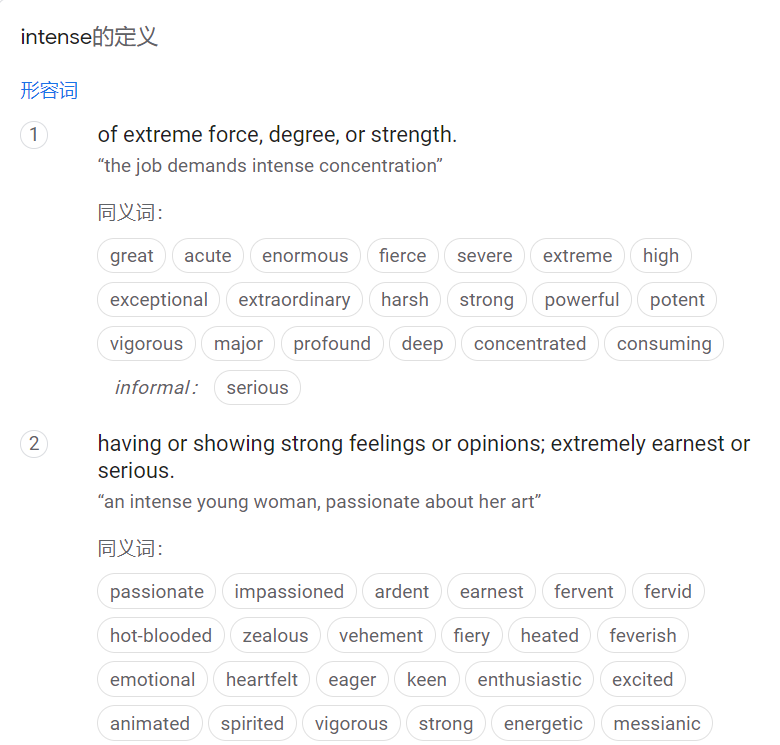 intense的定义
形容词
1 of extreme force, degree, or strength.
“the job demands intense concentration”
同义词：
great acute enormous fierce severe extreme high
exceptional extraordinary harsh strong powerful potent
vigorous major profound deep concentrated consuming
informal： serious
2 having or showing strong feelings or opinions; extremely earnest or
serious.
“an intense young woman, passionate about her art”
同义词：
passionate impassioned ardent earnest fervent fervid
hot-blooded zealous vehement fiery heated feverish
emotional heartfelt eager keen enthusiastic excited
animated spirited vigorous strong energetic messianic